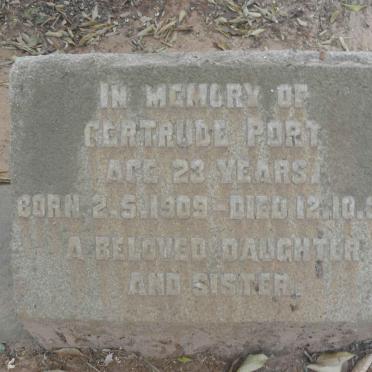 IN MEMORY OF
GERTRUDE PORT
AGE 23 YEARS.
BORN. 2.5.1909 - DIED 12.10.
A BELOVED DAUGHTER
AND SISTER.